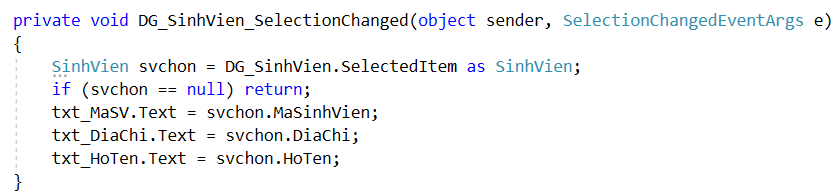 private void DG_SinhVien_SelectionChanged(object sender, SelectionChangedEventArgs e)
{
SinhVien svchon = DG_SinhVien.SelectedItem as SinhVien;
if (svchon == null) return;
txt_MaSV.Text = svchon.MaSinhVien;
txt_DiaChi.Text = svchon.DiaChi;
txt_HoTen.Text = svchon.HoTen;
}